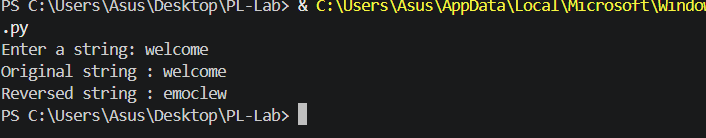 PS C:\Users\Asus\Desktop\PL-Lab> & C:\Users\Asus\AppData\Local\Microsoft\Window
.py
Enter a string: welcome
Original string : welcome
Reversed string : emoclew
PS C:\Users\Asus\Desktop\PL-Lab>